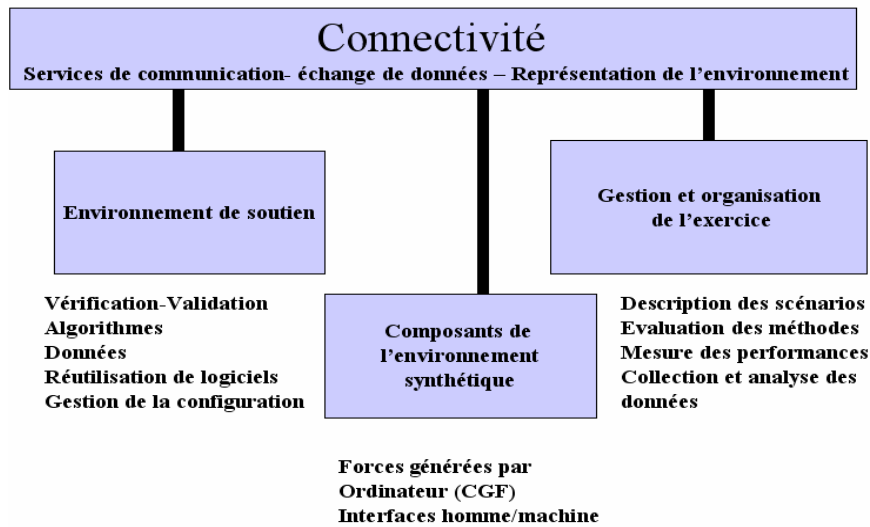 Connectivité
Services de communication- échange de données – Représentation de l'environnement
Environnement de soutien
Vérification-Validation
Algorithmes
Données
Réutilisation de logiciels
Gestion de la configuration
Composants de
l'environnement
synthétique
Forces générées par
Ordinateur (CGF)
Interfaces homme/machine
Gestion et organisation
de l'exercice
Description des scénarios
Evaluation des méthodes
Mesure des performances
Collection et analyse des
données